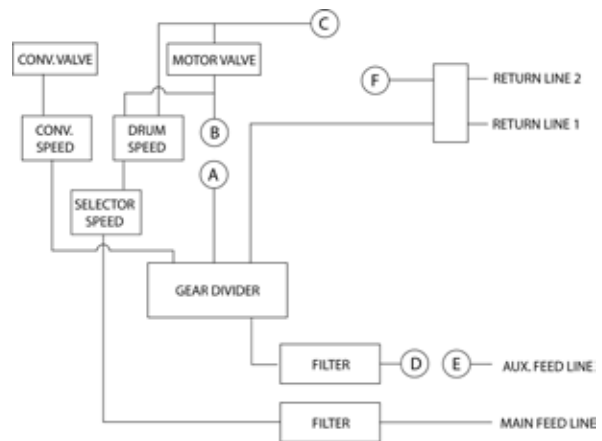 C
CONV. VALVE
MOTOR VALVE
F
RETURN LINE 2
CONV.
SPEED
DRUM
SPEED
B
RETURN LINE 1
A
SELECTOR
SPEED
GEAR DIVIDER
FILTER
D
E
AUX. FEED LINE
FILTER
MAIN FEED LINE